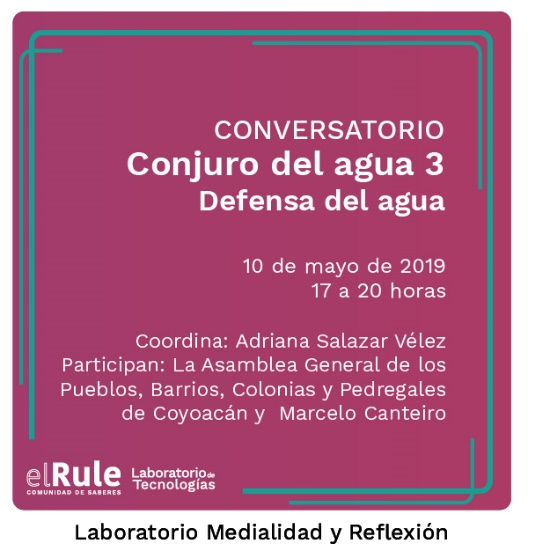 CONVERSATORIO
Conjuro del agua 3
Defensa del agua
10 de mayo de 2019
17 a 20 horas
Coordina: Adriana Salazar Vélez
Participan: La Asamblea General de los
Pueblos, Barrios, Colonias y Pedregales
de Coyoacán y Marcelo Canteiro
elRule
COMUNIDAD DE SABERES
Laboratorio de
Tecnologías
Laboratorio Medialidad y Reflexión